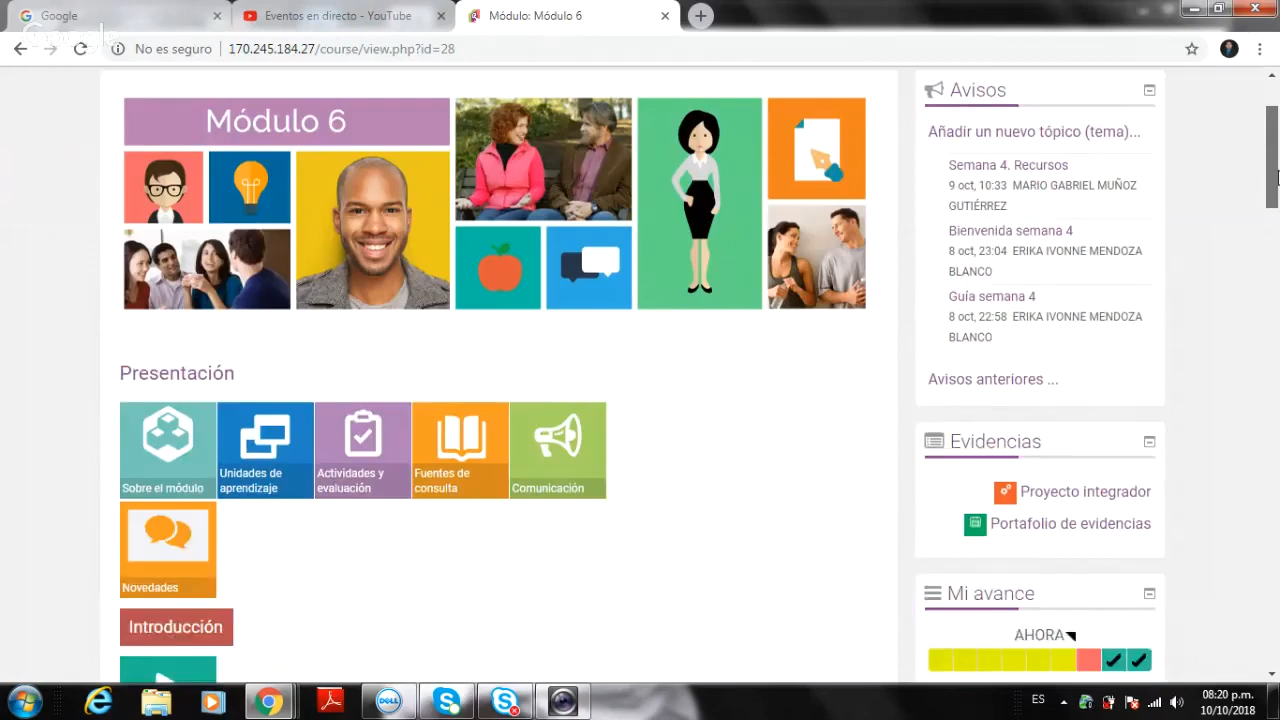 Google
Eventos en directo - YouTube
Módulo: Módulo 6
No es seguro
170.245.184.27/course/view.php?id=28
Módulo 6
Presentación
Sobre el módulo
Unidades de
aprendizaje
Actividades y
evaluación
Fuentes de
consulta
Comunicación
Novedades
Introducción
Avisos
Añadir un nuevo tópico (tema)...
Semana 4. Recursos
9 oct, 10:33 MARIO GABRIEL MUÑOZ
GUTIÉRREZ
Bienvenida semana 4
8 oct, 23:04 ERIKA IVONNE MENDOZA
BLANCO
Guía semana 4
8 oct, 22:58 ERIKA IVONNE MENDOZA
BLANCO
Avisos anteriores ...
Evidencias
Proyecto integrador
Portafolio de evidencias
Mi avance
AHORA
DELL
ES
08:20 p.m.
10/10/2018